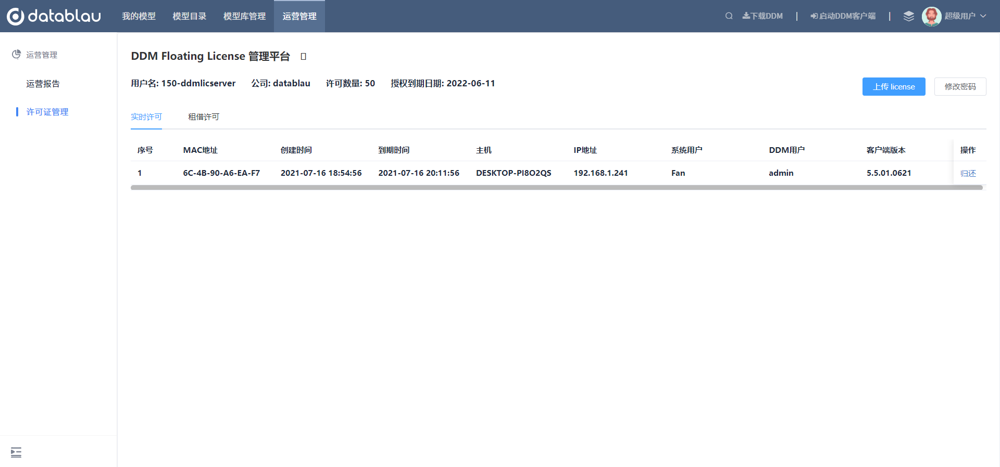 datablau 我的模型 模型目录 模型库管理 运营管理 下载DDM | 启动DDM客户端 | 超级用户
运营管理
运营报告
许可证管理
DDM Floating License 管理平台
用户名: 150-ddmlicserver 公司: datablau 许可数量: 50 授权到期日期: 2022-06-11
上传 license 修改密码
实时许可 租借许可
序号 MAC地址 创建时间 到期时间 主机 IP地址 系统用户 DDM用户 客户端版本 操作
1 6C-4B-90-A6-EA-F7 2021-07-16 18:54:56 2021-07-16 20:11:56 DESKTOP-PI8O2QS 192.168.1.241 Fan admin 5.5.01.0621 归还